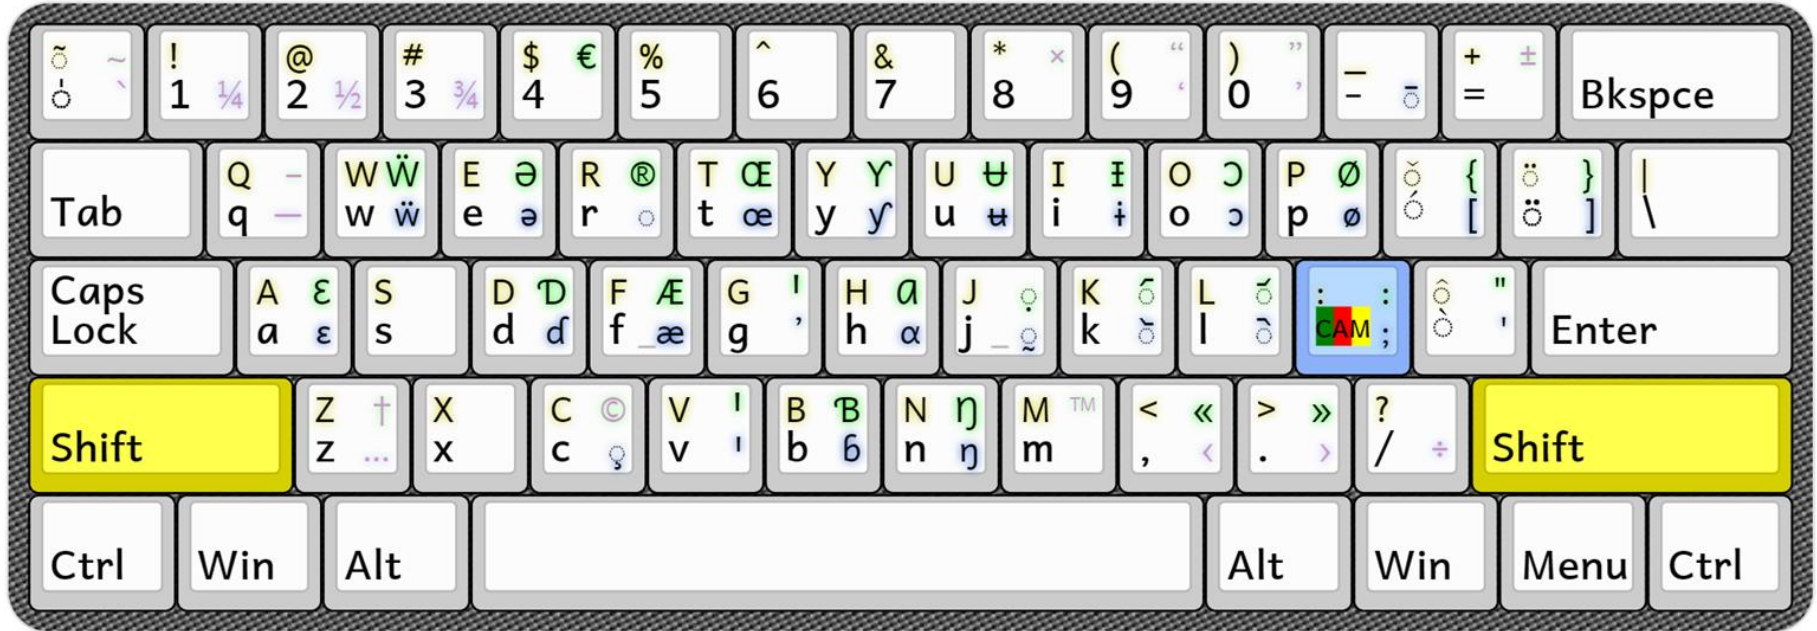 ◌̃ ~ ! @ # $ € % ^ & * × ( “ ) ” _ + ±
◌̍ ` 1 ¼ 2 ½ 3 ¾ 4 5 6 7 8 9 ‘ 0 ’ - ◌̄ = Bkspce
Q – W Ẅ E Ə R ® T Œ Y Ƴ U Ʉ I Ɨ O Ɔ P Ø ◌̌ { ◌̈ } |
Tab q — w ẅ e ə r ◌ t œ y ƴ u ʉ i ɨ o ɔ p ø ◌́ [ ◌̈ ] \
Caps A Ɛ S D Ɗ F Æ G ꞌ H Ɑ J ◌̣ K L : : ◌̂ "
Lock a ɛ s d ɗ f _æ g ’ h α j _ ◌̰ k l CAM ; ◌̀ ' Enter
Z † X C © V ꞌ B Ɓ N Ŋ M ™ < « > » ?
Shift z … x c ◌̧ v ꞌ b ɓ n ŋ m , ‹ . › / ÷ Shift
Ctrl Win Alt Alt Win Menu Ctrl